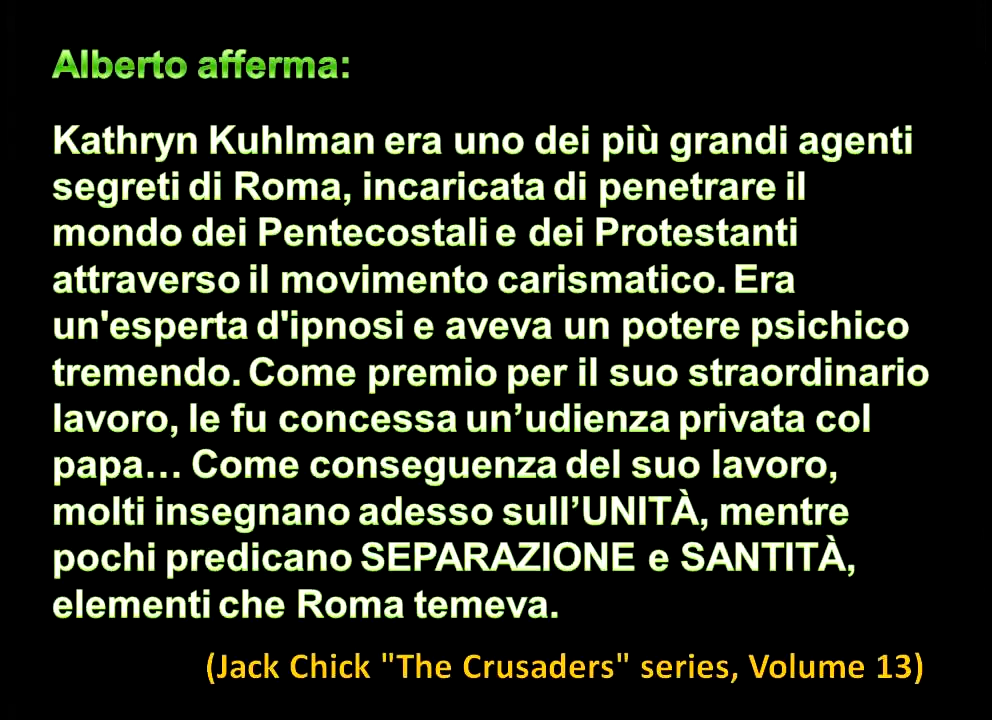 Alberto afferma:
Kathryn Kuhlman era uno dei più grandi agenti
segreti di Roma, incaricata di penetrare il
mondo dei Pentecostali e dei Protestanti
attraverso il movimento carismatico. Era
un'esperta d'ipnosi e aveva un potere psichico
tremendo. Come premio per il suo straordinario
lavoro, le fu concessa un’udienza privata col
papa… Come conseguenza del suo lavoro,
molti insegnano adesso sull’UNITÀ, mentre
pochi predicano SEPARAZIONE e SANTITÀ,
elementi che Roma temeva.
(Jack Chick "The Crusaders" series, Volume 13)